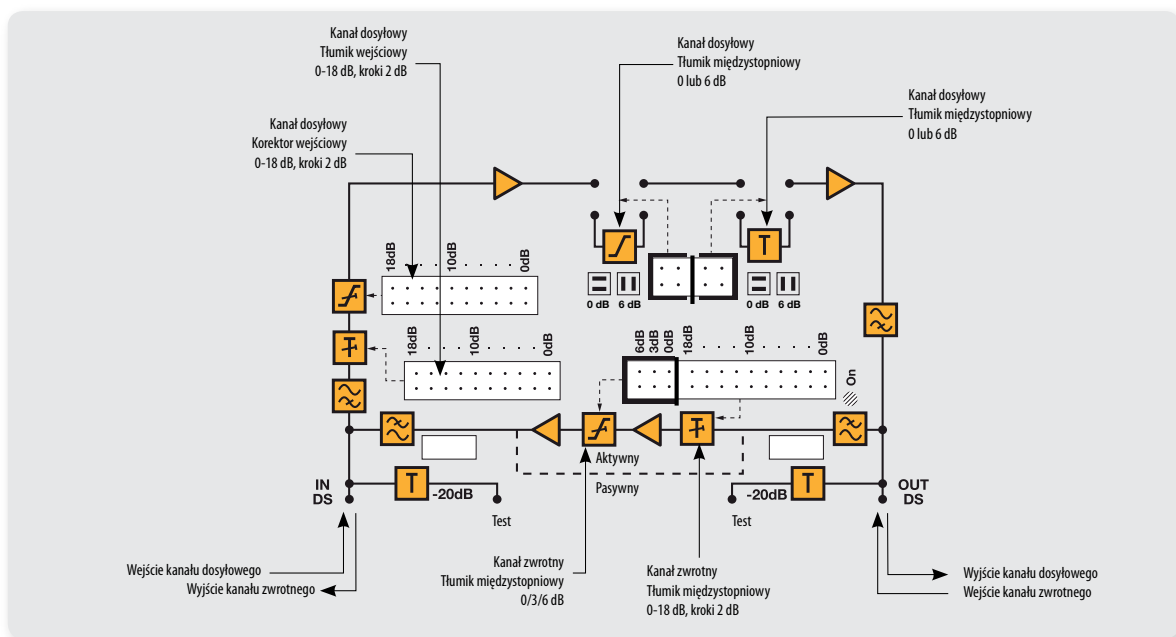 Kanał dosyłowy
Tłumik wejściowy
0-18 dB, kroki 2 dB
Kanał dosyłowy
Tłumik międzystopniowy
0 lub 6 dB
Kanał dosyłowy
Tłumik międzystopniowy
0 lub 6 dB
Kanał dosyłowy
Korektor wejściowy
0-18 dB, kroki 2 dB
18dB . . . . 10dB . . . . 0dB
T
0 dB 6 dB
0 dB 6 dB
18dB . . . . 10dB . . . . 0dB
6dB 3dB 0dB 18dB . . . . 10dB . . . . 0dB
On
T
T
Aktywny
Pasywny
IN
DS
T
-20dB
Test
-20dB
T
Test
OUT
DS
Wejście kanału dosyłowego
Wyjście kanału zwrotnego
Kanał zwrotny
Tłumik międzystopniowy
0/3/6 dB
Kanał zwrotny
Tłumik międzystopniowy
0-18 dB, kroki 2 dB
Wyjście kanału dosyłowego
Wejście kanału zwrotnego